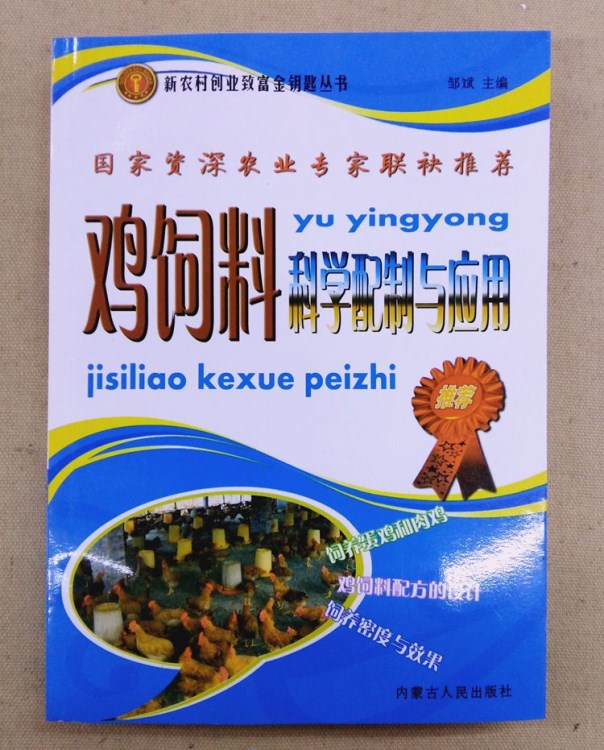 新农村创业致富金钥匙丛书
邹斌 主编
国家资深农业专家联袂推荐
鸡饲料
yu yingyong
科学配制与应用
jisiliao kexue peizhi
推荐
饲养蛋鸡和肉鸡
鸡饲料配方的设计
饲养密度与效果
内蒙古人民出版社